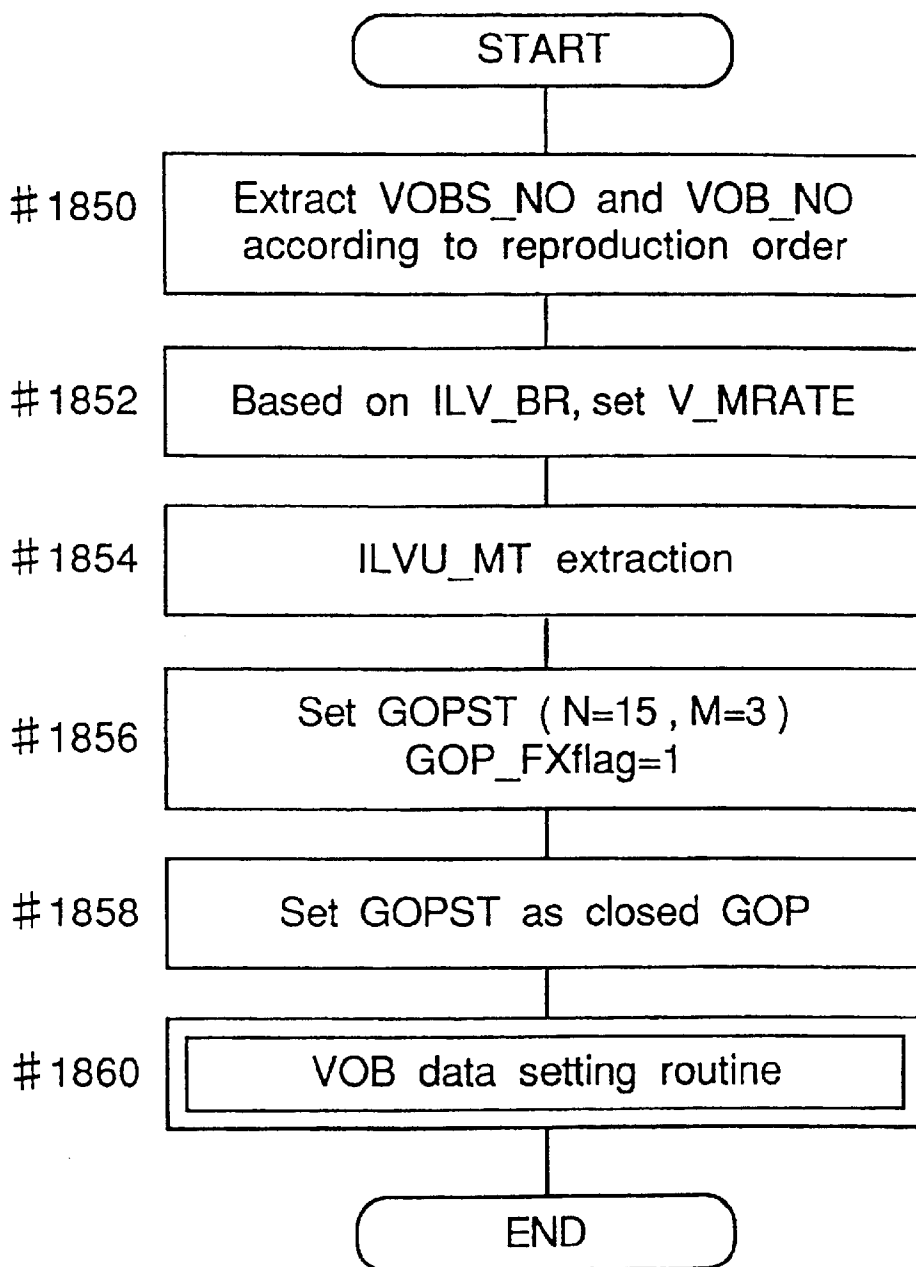 START
#1850
Extract VOBS_NO and VOB_NO
according to reproduction order
#1852
Based on ILV_BR, set V_MRATE
#1854
ILVU_MT extraction
#1856
Set GOPST ( N=15 , M=3 )
GOP_FXflag=1
#1858
Set GOPST as closed GOP
#1860
VOB data setting routine
END